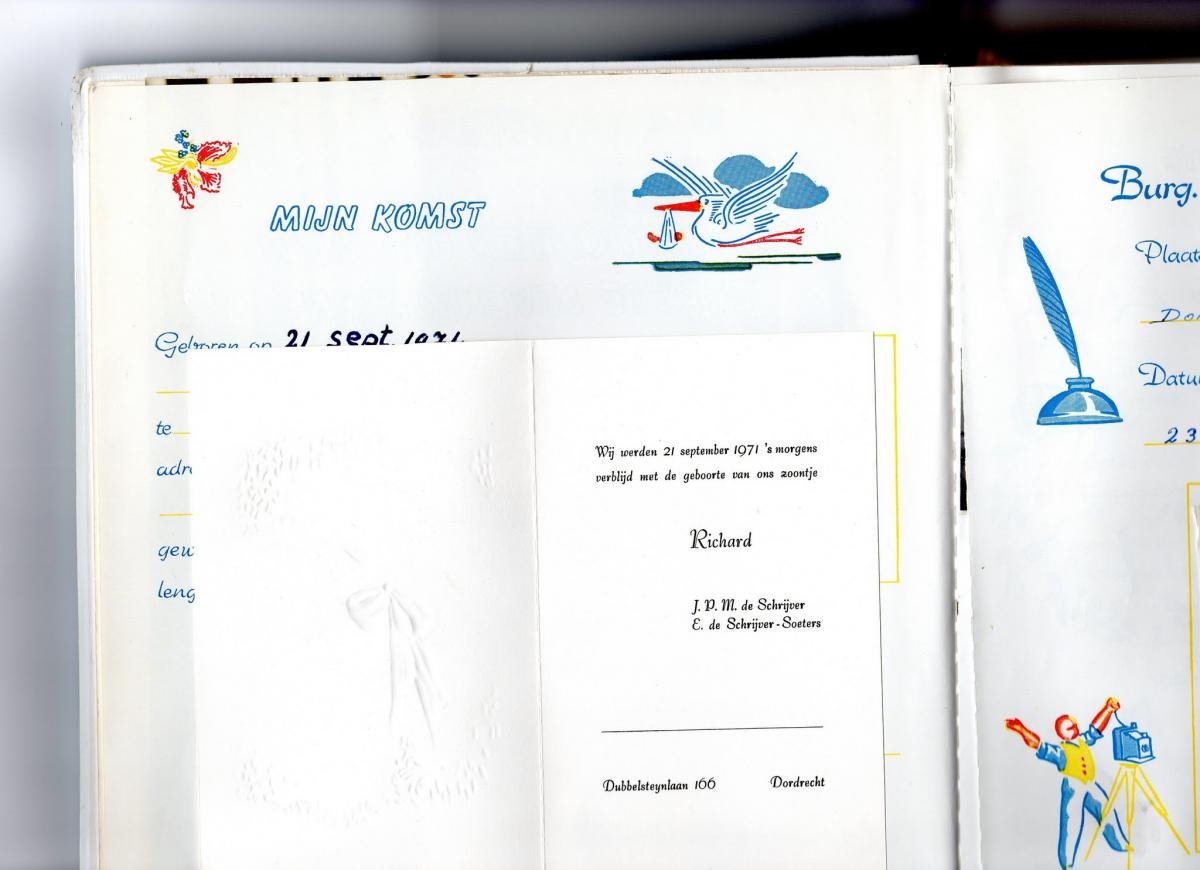 MIJN KOMST
Geboren op 21 sept. 1971
te
gew
leng
Wij werden 21 september 1971 's morgens
verblijd met de geboorte van ons zoontje
Richard
J. P. M. de Schrijver
E. de Schrijver-Soeters
Dubbelsteynlaan 166 Dordrecht
Burg.
Plaat
Do
Datu
23